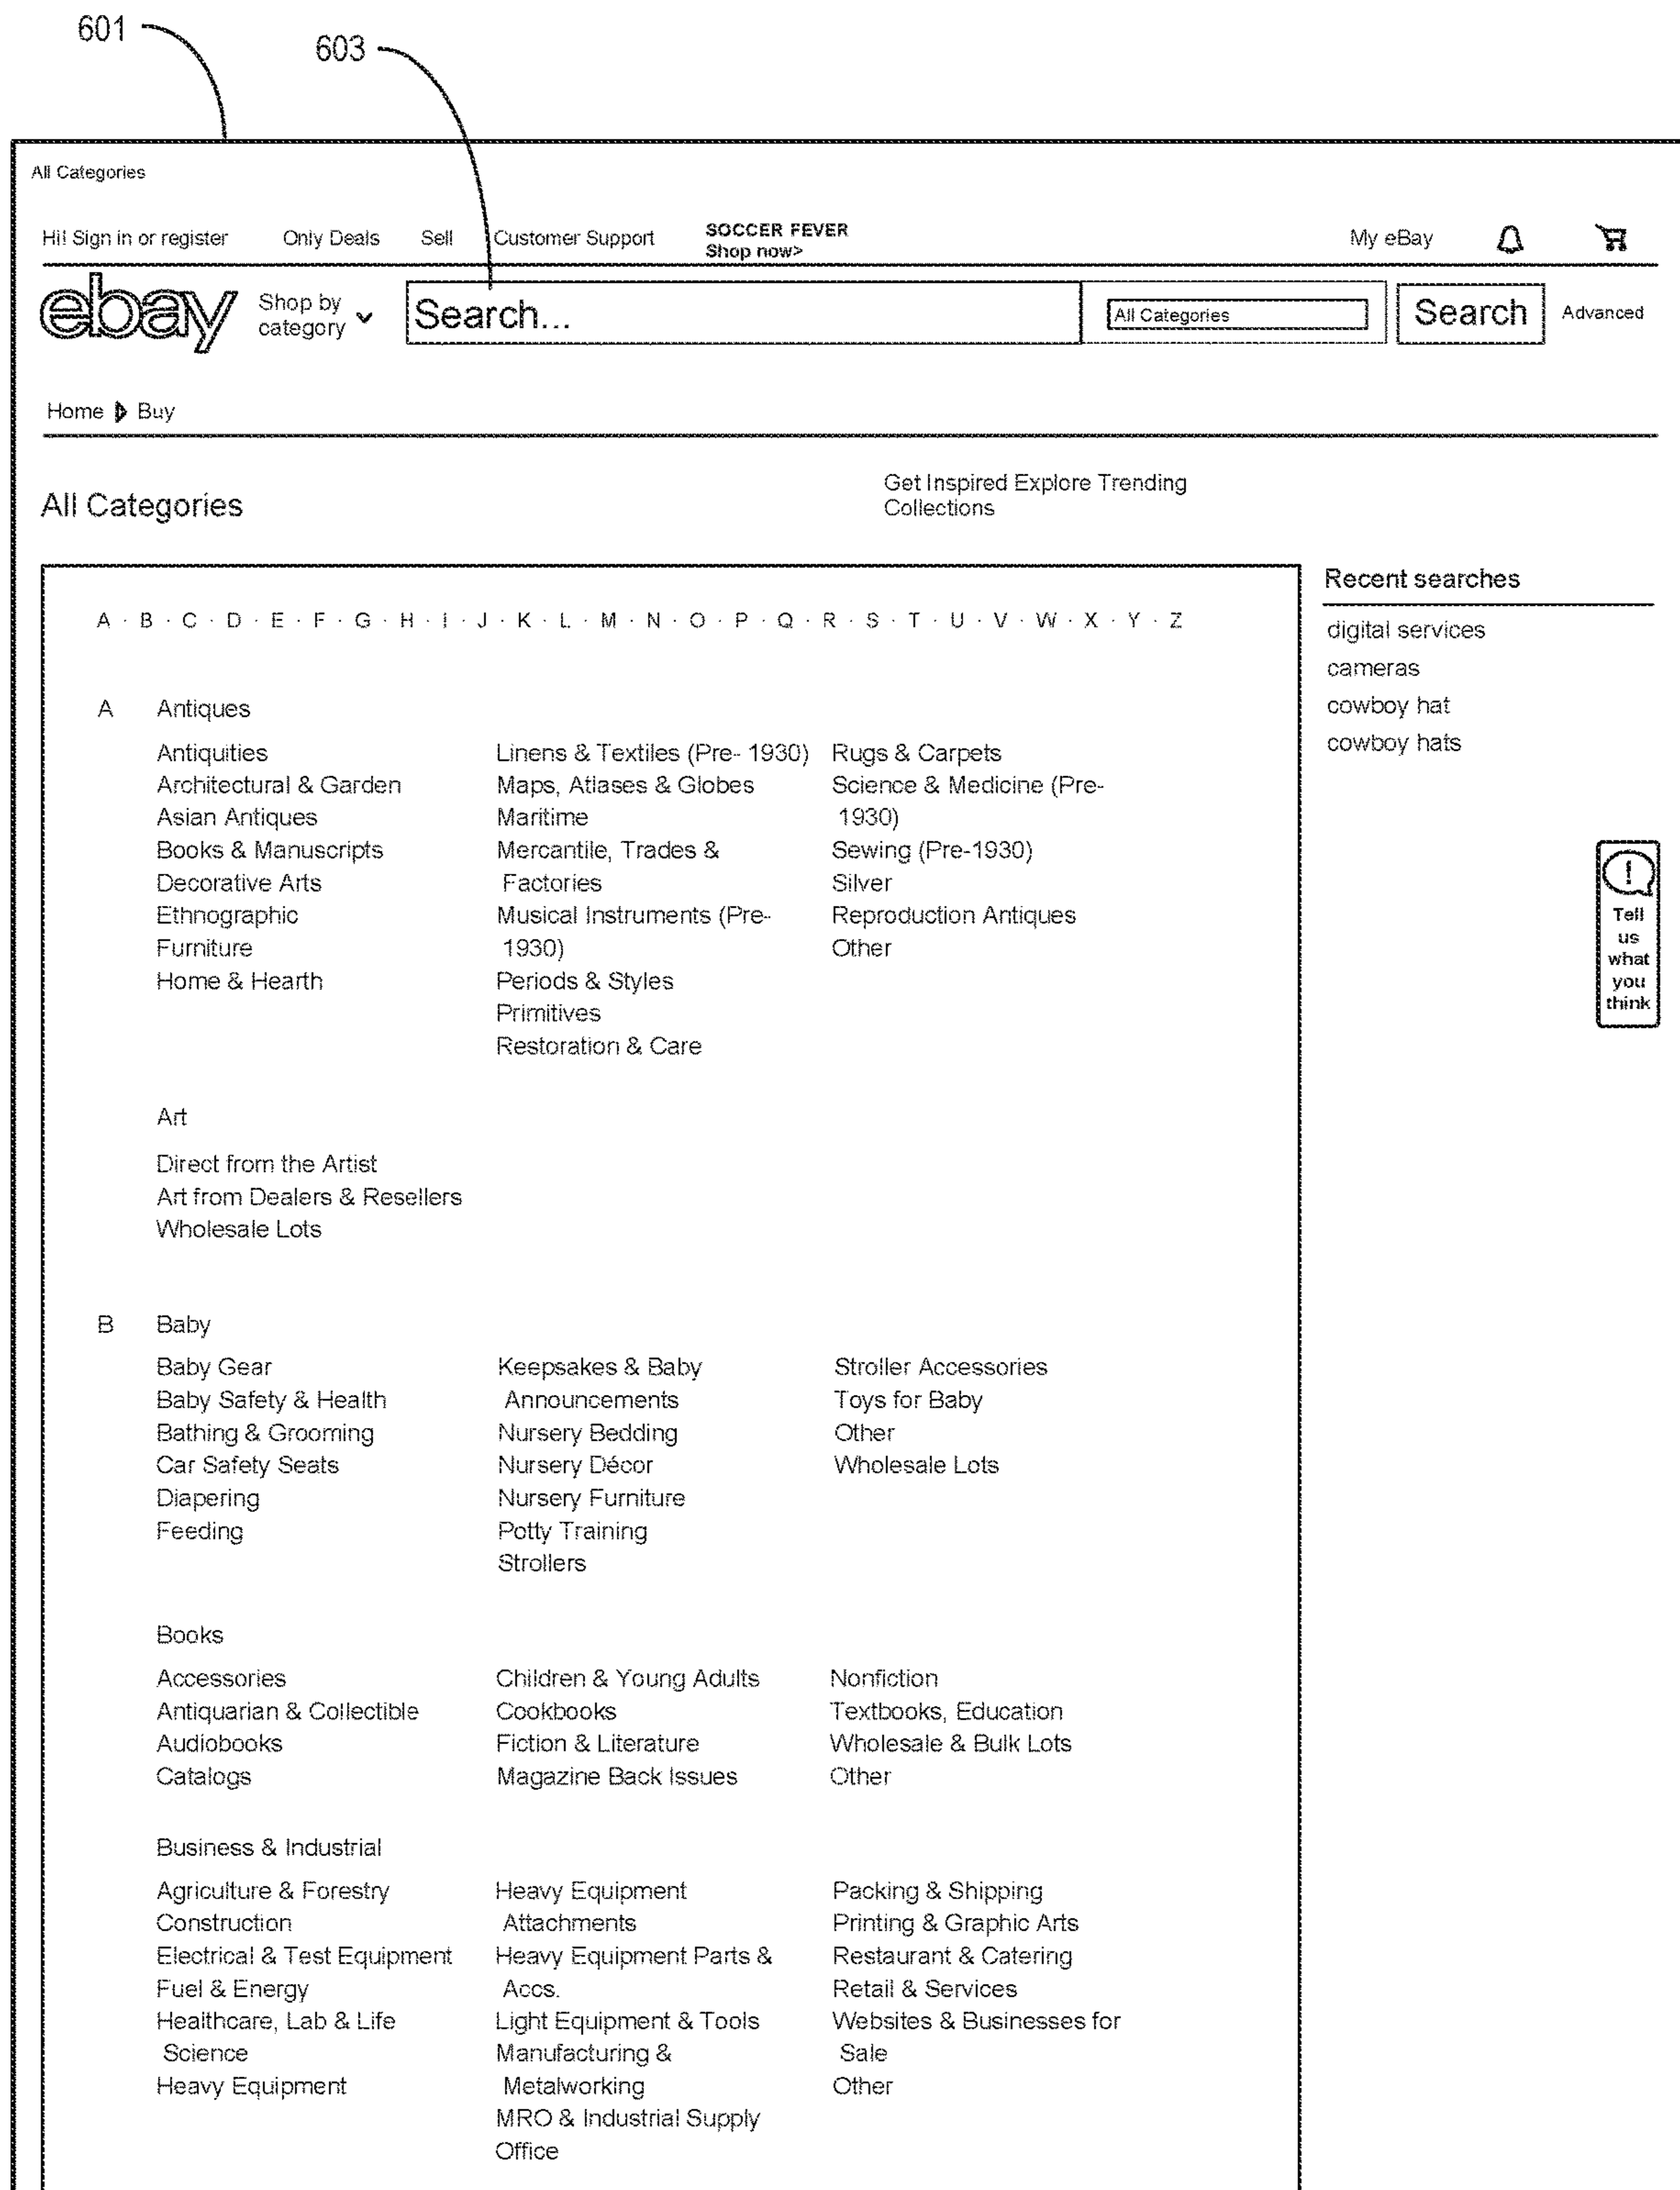 601
603
All Categories
Hi! Sign in or register Only Deals Sell Customer Support SOCCER FEVER My eBay
Shop now>
ebay Shop by category Search... All Categories Search Advanced
Home Buy
All Categories
Get Inspired Explore Trending
Collections
A · B · C · D · E · F · G · H · I · J · K · L · M · N · O · P · Q · R · S · T · U · V · W · X · Y · Z
A Antiques
Antiquities
Architectural & Garden
Asian Antiques
Books & Manuscripts
Decorative Arts
Ethnographic
Furniture
Home & Hearth
Linens & Textiles (Pre- 1930)
Maps, Atlases & Globes
Maritime
Mercantile, Trades &
Factories
Musical Instruments (Pre-
1930)
Periods & Styles
Primitives
Restoration & Care
Rugs & Carpets
Science & Medicine (Pre-
1930)
Sewing (Pre-1930)
Silver
Reproduction Antiques
Other
Art
Direct from the Artist
Art from Dealers & Resellers
Wholesale Lots
B Baby
Baby Gear
Baby Safety & Health
Bathing & Grooming
Car Safety Seats
Diapering
Feeding
Keepsakes & Baby
Announcements
Nursery Bedding
Nursery Décor
Nursery Furniture
Potty Training
Strollers
Stroller Accessories
Toys for Baby
Other
Wholesale Lots
Books
Accessories
Antiquarian & Collectible
Audiobooks
Catalogs
Children & Young Adults
Cookbooks
Fiction & Literature
Magazine Back Issues
Nonfiction
Textbooks, Education
Wholesale & Bulk Lots
Other
Business & Industrial
Agriculture & Forestry
Construction
Electrical & Test Equipment
Fuel & Energy
Healthcare, Lab & Life
Science
Heavy Equipment
Heavy Equipment
Attachments
Heavy Equipment Parts &
Accs.
Light Equipment & Tools
Manufacturing &
Metalworking
MRO & Industrial Supply
Office
Packing & Shipping
Printing & Graphic Arts
Restaurant & Catering
Retail & Services
Websites & Businesses for
Sale
Other
Recent searches
digital services
cameras
cowboy hat
cowboy hats
!
Tell
us
what
you
think